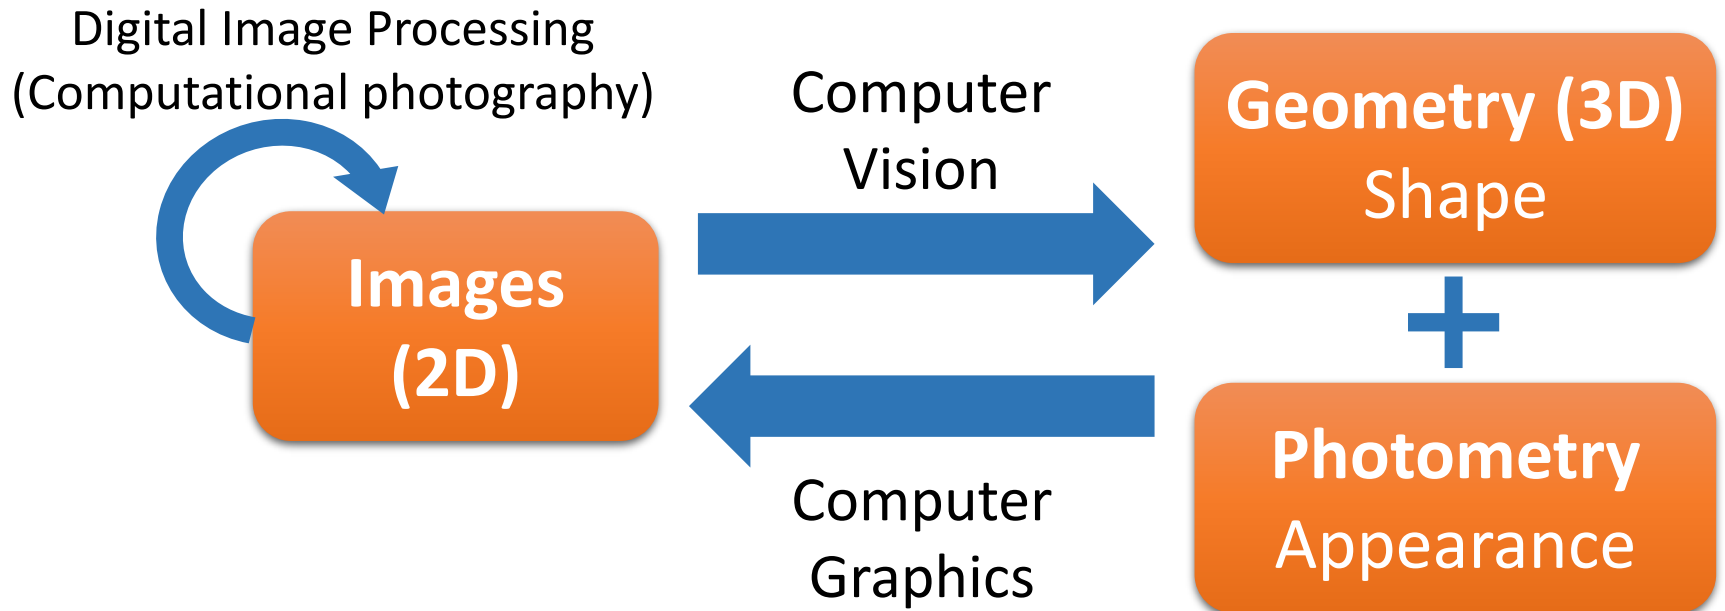 Digital Image Processing
(Computational photography)
Images
(2D)
Computer
Vision
Computer
Graphics
Geometry (3D)
Shape
+
Photometry
Appearance